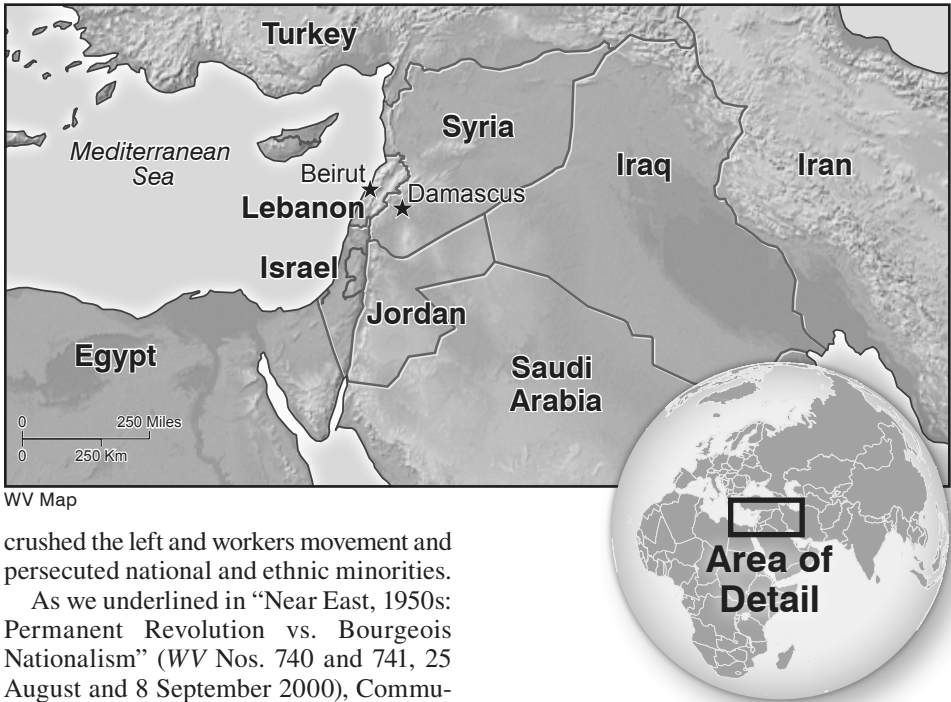 Turkey
Syria
Mediterranean
Sea
Iraq
Iran
Beirut
Damascus
Lebanon
Israel
Jordan
Egypt
Saudi
Arabia
0 250 Miles
0 250 Km
WV Map
Area of
Detail
crushed the left and workers movement and
persecuted national and ethnic minorities.
As we underlined in “Near East, 1950s:
Permanent Revolution vs. Bourgeois
Nationalism” (WV Nos. 740 and 741, 25
August and 8 September 2000), Commu-